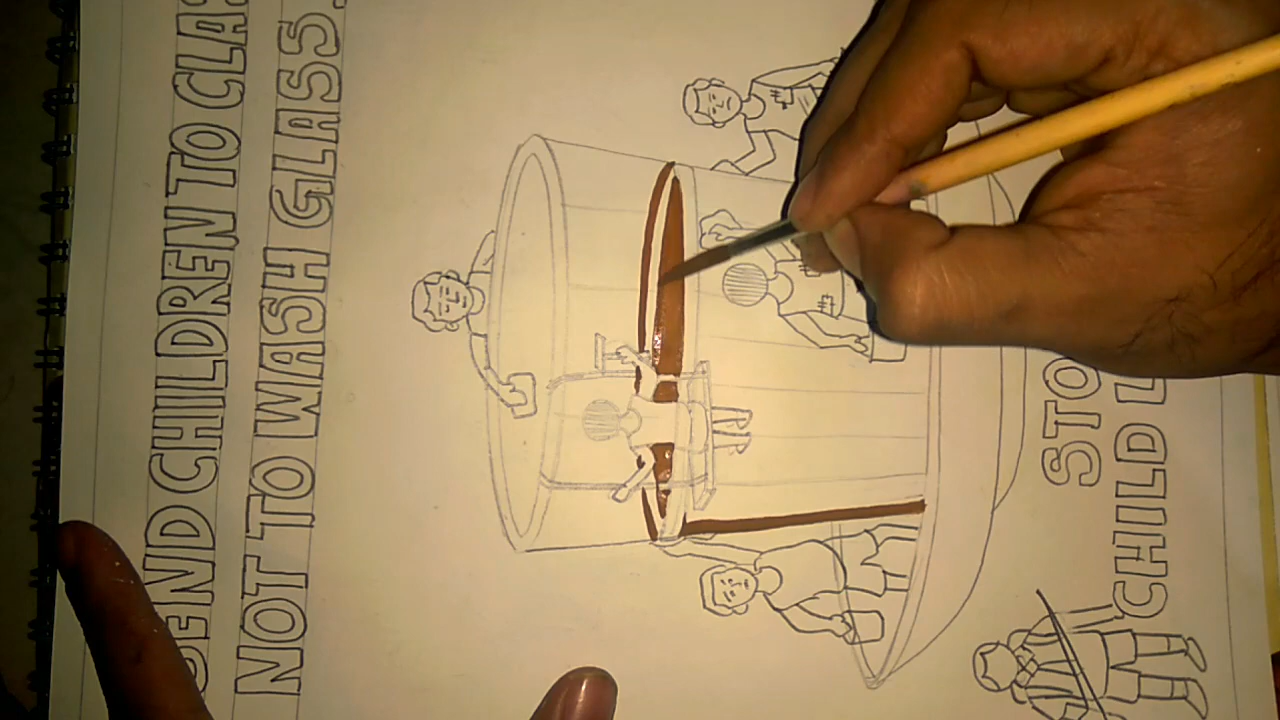 SEND CHILDREN TO CLAS
NOT TO WASH GLASS.
STO
CHILD L